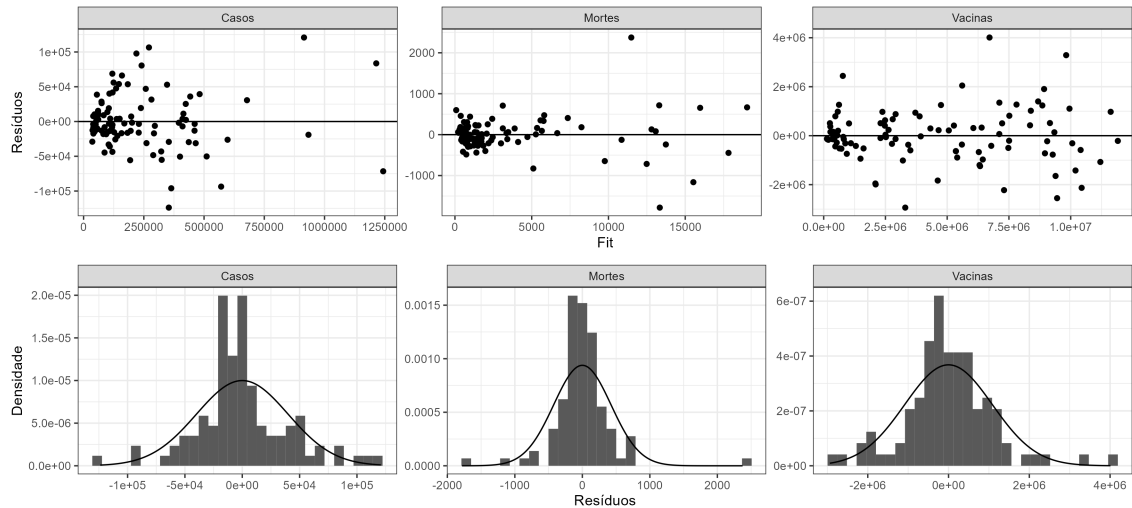 Casos
Mortes
Vacinas
1e+05
5e+04
0e+00
-5e+04
-1e+05
2000
1000
0
-1000
4e+06
2e+06
0e+00
-2e+06
Resíduos
0 250000 500000 750000 1000000 1250000
0 5000 10000 15000
0.0e+00 2.5e+06 5.0e+06 7.5e+06 1.0e+07
Fit
Casos
Mortes
Vacinas
2.0e-05
1.5e-05
1.0e-05
5.0e-06
0.0e+00
0.0015
0.0010
0.0005
0.0000
6e-07
4e-07
2e-07
0e+00
Densidade
-1e+05 -5e+04 0e+00 5e+04 1e+05
-2000 -1000 0 1000 2000
-2e+06 0e+00 2e+06 4e+06
Resíduos